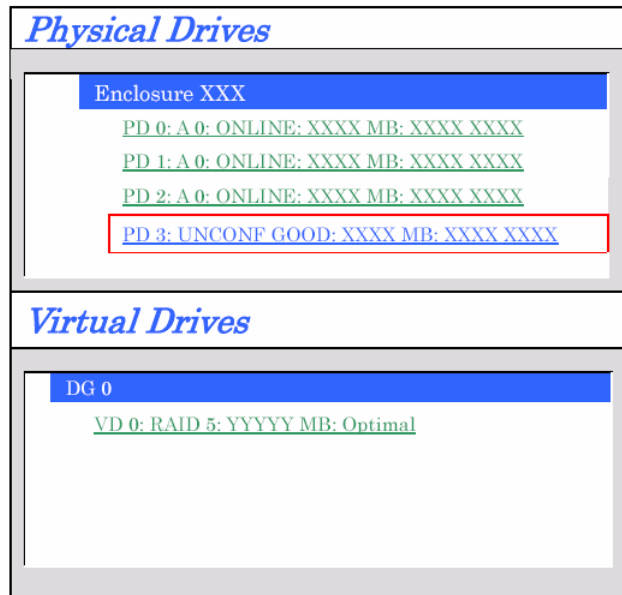 Physical Drives
Enclosure XXX
PD 0: A 0: ONLINE: XXXX MB: XXXX XXXX
PD 1: A 0: ONLINE: XXXX MB: XXXX XXXX
PD 2: A 0: ONLINE: XXXX MB: XXXX XXXX
PD 3: UNCONF GOOD: XXXX MB: XXXX XXXX
Virtual Drives
DG 0
VD 0: RAID 5: YYYYY MB: Optimal